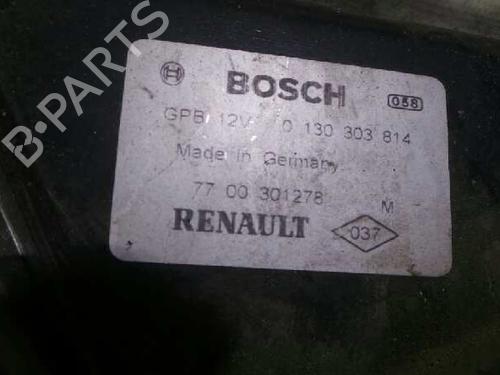 B-PARTS
BOSCH 058
GPB 12V 0 130 303 814
Made in Germany
77 00 301278 M
RENAULT 037